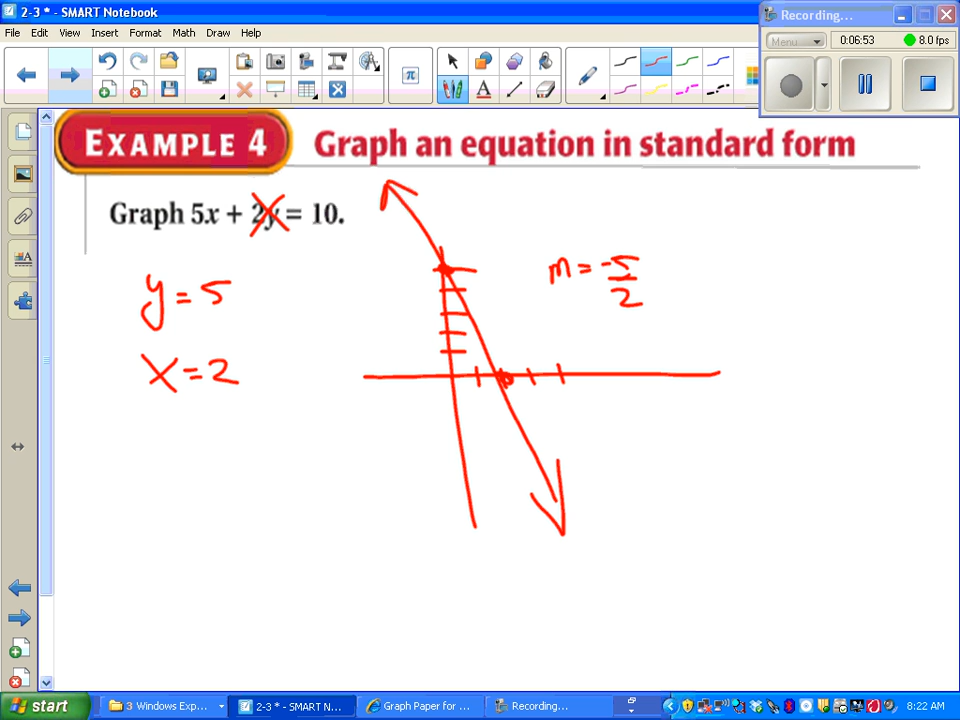 2-3 * - SMART Notebook
Recording...
File Edit View Insert Format Math Draw Help
Menu
0:06:53
8.0 fps
π
A
EXAMPLE 4 Graph an equation in standard form
Graph 5x + 2y = 10.
y = 5
m = -5/2
x = 2
start
3 Windows Exp...
2-3 * - SMART N...
Graph Paper for ...
Recording...
8:22 AM